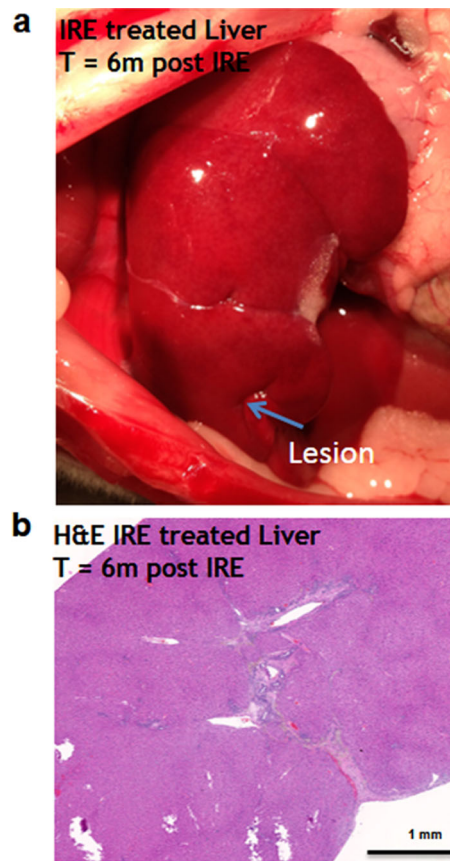 a
IRE treated Liver
T = 6m post IRE
Lesion
b
H&E IRE treated Liver
T = 6m post IRE
1 mm